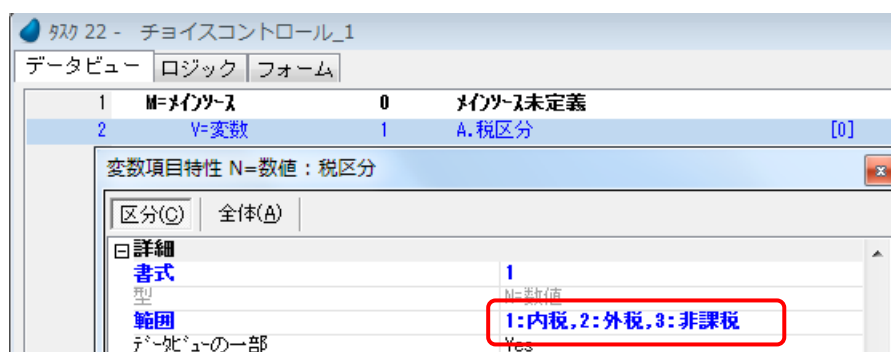 ﾀｽｸ 22 - チョイスコントロール_1
データビュー ロジック フォーム
1 M=ﾒｲﾝｿｰｽ 0 ﾒｲﾝｿｰｽ未定義
2 V=変数 1 A.税区分 [0]
変数項目特性 N=数値：税区分
区分(C) 全体(A)
詳細
書式 1
型 N=数値
範囲 1:内税,2:外税,3:非課税
ﾃﾞｰﾀﾋﾞｭｰの一部 Yes